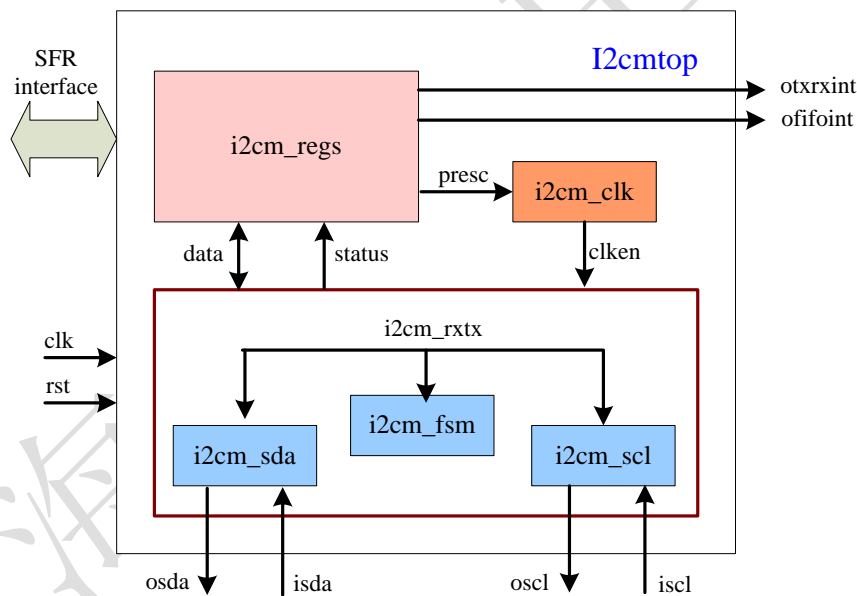 SFR
interface
I2cmtop
otxrxint
ofifoint
i2cm_regs
presc
i2cm_clk
data
status
clken
i2cm_rxtx
clk
rst
i2cm_fsm
i2cm_sda
i2cm_scl
osda
isda
oscl
iscl
海